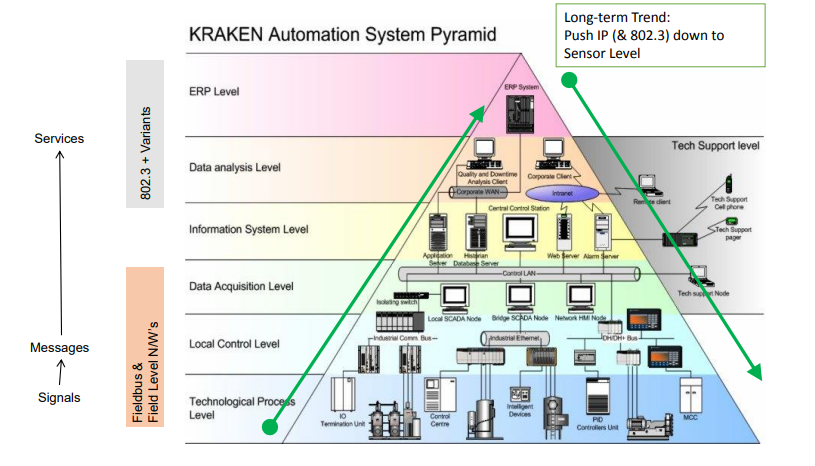 Long-term Trend:
Push IP (& 802.3) down to
Sensor Level
KRAKEN Automation System Pyramid
Services
Messages
Signals
802.3 + Variants
Fieldbus &
Field Level N/W's
ERP Level
ERP System
Data analysis Level
Quality and Downtime
Analysis Client
Corporate Client
Corporate WAN
Intranet
Tech Support level
Remote client
Tech Support
Cell phone
Tech Support
pager
Information System Level
Central Control Station
Application
Server
Historian
Database Server
Web Server
Alarm Server
Control LAN
Data Acquisition Level
Isolating switch
Local SCADA Node
Bridge SCADA Node
Network HMI Node
Tech support Node
Local Control Level
Industrial Comm. Bus
Industrial Ethernet
DH/DH+ Bus
Technological Process
Level
IO
Termination Unit
Control
Centre
Intelligent
Devices
PID
Controllers Unit
MCC